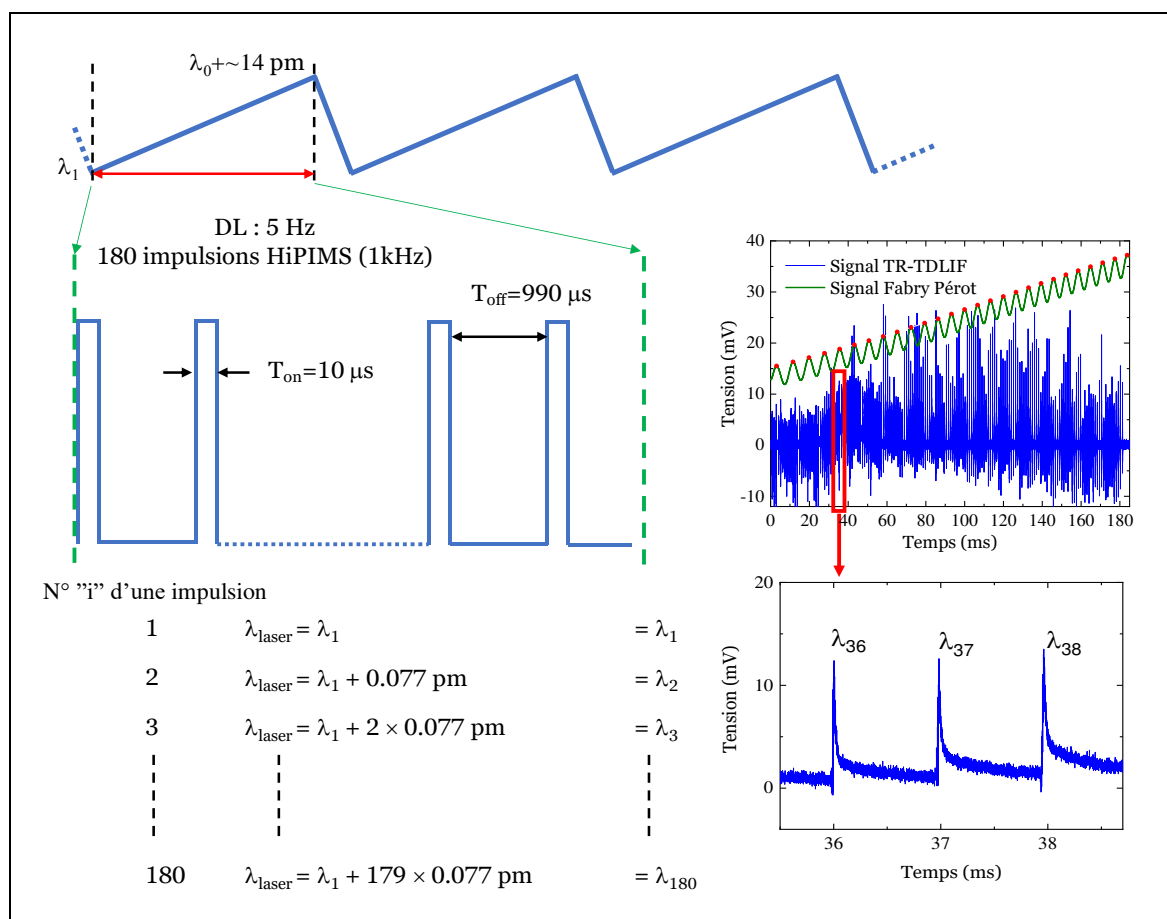 λ0+~14 pm
λ1
DL : 5 Hz
180 impulsions HiPIMS (1kHz)
Toff=990 μs
Ton=10 μs
N° ”i” d’une impulsion
1 λlaser = λ1 = λ1
2 λlaser = λ1 + 0.077 pm = λ2
3 λlaser = λ1 + 2 × 0.077 pm = λ3
180 λlaser = λ1 + 179 × 0.077 pm = λ180
40
30
20
10
0
-10
Tension (mV)
Signal TR-TDLIF
Signal Fabry Pérot
0 20 40 60 80 100 120 140 160 180
Temps (ms)
20
10
0
Tension (mV)
λ36 λ37 λ38
36 37 38
Temps (ms)